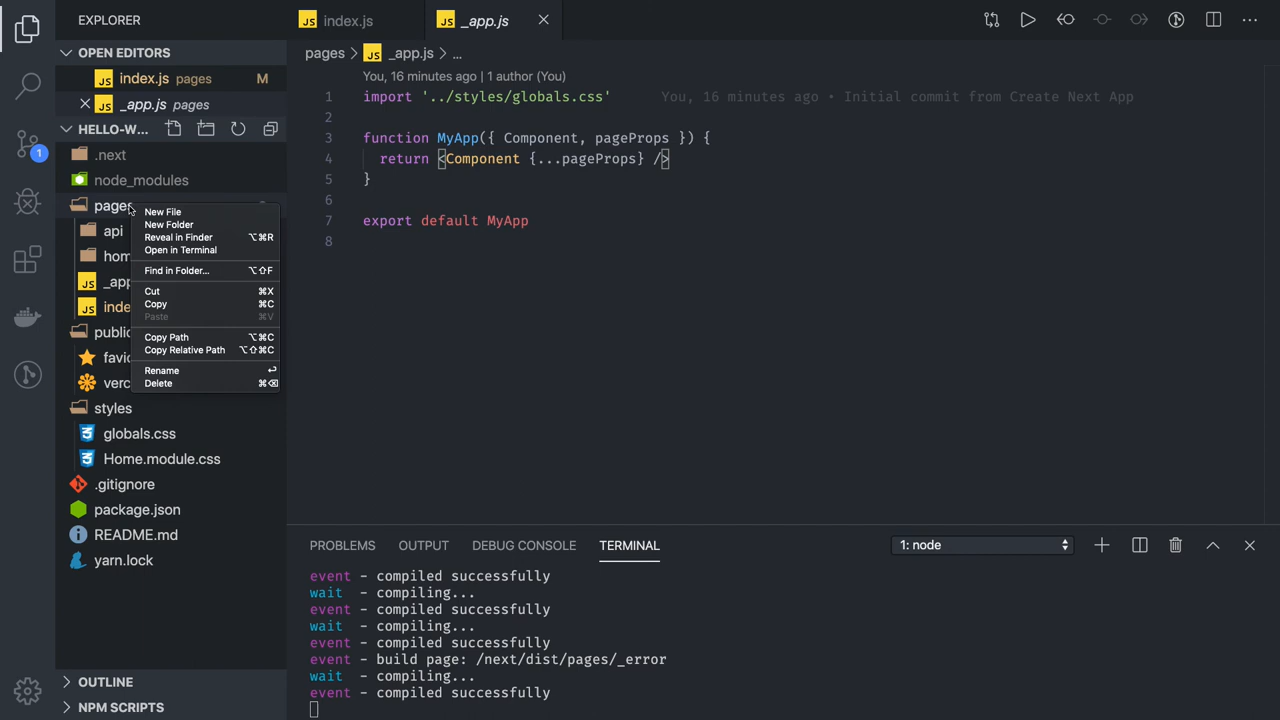 EXPLORER
OPEN EDITORS
index.js pages M
_app.js pages
HELLO-W...
.next
node_modules
pages
api
hom
_app
inde
public
favic
verc
styles
globals.css
Home.module.css
.gitignore
package.json
README.md
yarn.lock
OUTLINE
NPM SCRIPTS
1
New File
New Folder
Reveal in Finder ⌥⌘R
Open in Terminal
Find in Folder... ⌥⇧F
Cut ⌘X
Copy ⌘C
Paste ⌘V
Copy Path ⌥⌘C
Copy Relative Path ⌥⇧⌘C
Rename ↩
Delete ⌘⌫
JS index.js JS _app.js
pages > JS _app.js > ...
You, 16 minutes ago | 1 author (You)
1 import '../styles/globals.css' You, 16 minutes ago • Initial commit from Create Next App
2
3 function MyApp({ Component, pageProps }) {
4 return <Component {...pageProps} />
5 }
6
7 export default MyApp
8
PROBLEMS OUTPUT DEBUG CONSOLE TERMINAL 1: node
event - compiled successfully
wait - compiling...
event - compiled successfully
wait - compiling...
event - compiled successfully
event - build page: /next/dist/pages/_error
wait - compiling...
event - compiled successfully